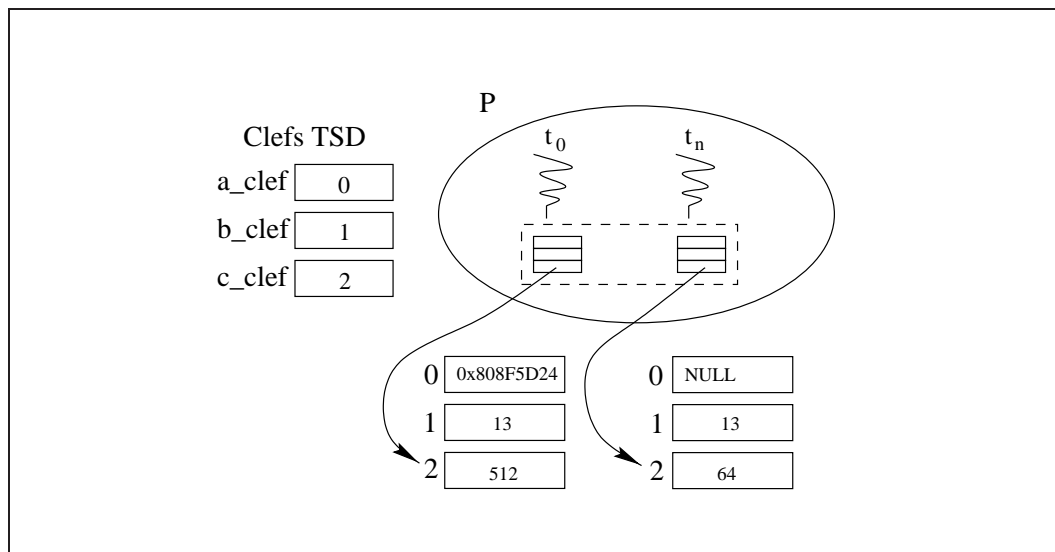 P
Clefs TSD
t0 tn
a_clef 0
b_clef 1
c_clef 2
0 0x808F5D24
1 13
2 512
0 NULL
1 13
2 64